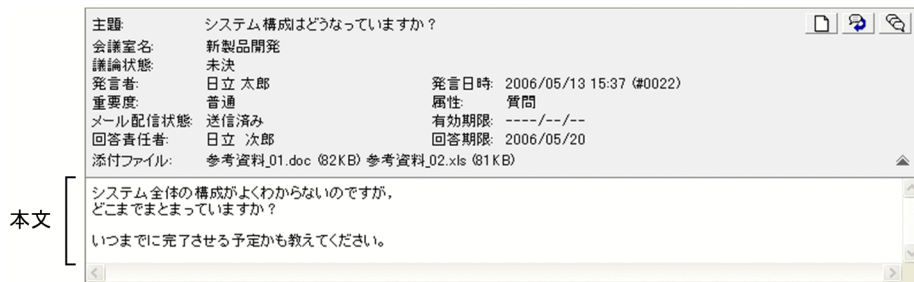 主題: システム構成はどうなっていますか？
会議室名: 新製品開発
議論状態: 未決
発言者: 日立 太郎 発言日時: 2006/05/13 15:37 (#0022)
重要度: 普通 属性: 質問
メール配信状態: 送信済み 有効期限: ----/--/--
回答責任者: 日立 次郎 回答期限: 2006/05/20
添付ファイル: 参考資料_01.doc (82KB) 参考資料_02.xls (81KB)
本文
システム全体の構成がよくわからないのですが、
どこまでまとまっていますか？
いつまでに完了させる予定かも教えてください。